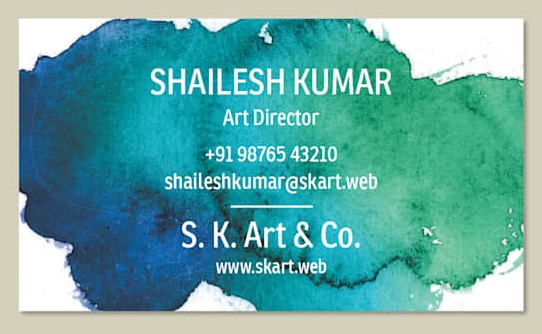 SHAILESH KUMAR
Art Director
+91 98765 43210
shaileshkumar@skart.web
S. K. Art & Co.
www.skart.web